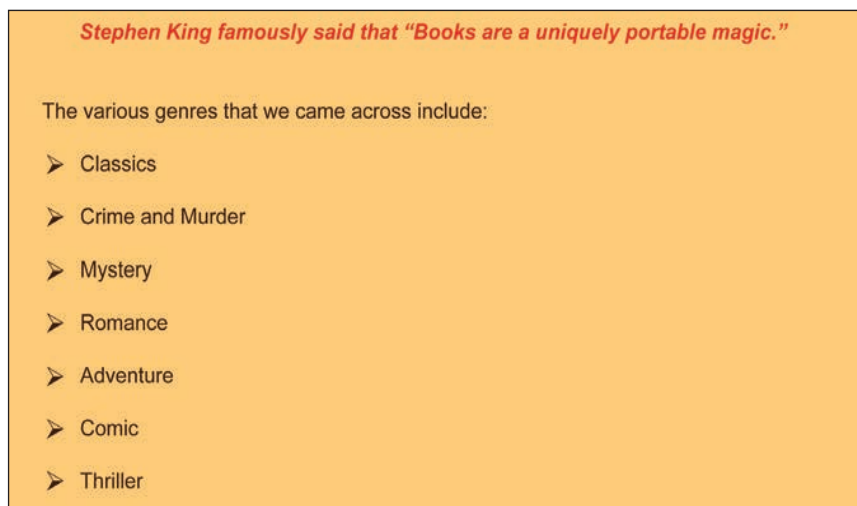 Stephen King famously said that “Books are a uniquely portable magic.”
The various genres that we came across include:
➢ Classics
➢ Crime and Murder
➢ Mystery
➢ Romance
➢ Adventure
➢ Comic
➢ Thriller